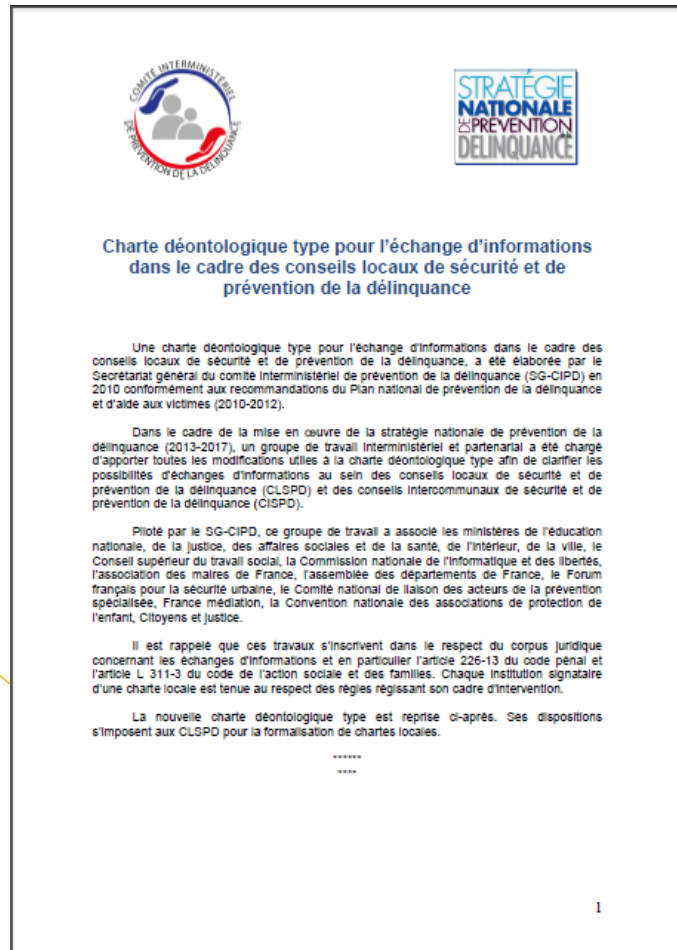 COMITÉ INTERMINISTÉRIEL
DE PRÉVENTION DE LA DÉLINQUANCE
STRATÉGIE
NATIONALE
DE PRÉVENTION
DE LA
DÉLINQUANCE
Charte déontologique type pour l'échange d'informations
dans le cadre des conseils locaux de sécurité et de
prévention de la délinquance
Une charte déontologique type pour l'échange d'informations dans le cadre des
conseils locaux de sécurité et de prévention de la délinquance, a été élaborée par le
Secrétariat général du comité interministériel de prévention de la délinquance (SG-CIPD) en
2010 conformément aux recommandations du Plan national de prévention de la délinquance
et d'aide aux victimes (2010-2012).
Dans le cadre de la mise en œuvre de la stratégie nationale de prévention de la
délinquance (2013-2017), un groupe de travail interministériel et partenarial a été chargé
d'apporter toutes les modifications utiles à la charte déontologique type afin de clarifier les
possibilités d'échanges d'informations au sein des conseils locaux de sécurité et de
prévention de la délinquance (CLSPD) et des conseils intercommunaux de sécurité et de
prévention de la délinquance (CISPD).
Piloté par le SG-CIPD, ce groupe de travail a associé les ministères de l'éducation
nationale, de la justice, des affaires sociales et de la santé, de l'intérieur, de la ville, le
Conseil supérieur du travail social, la Commission nationale de l'informatique et des libertés,
l'association des maires de France, l'assemblée des départements de France, le Forum
français pour la sécurité urbaine, le Comité national de liaison des acteurs de la prévention
spécialisée, France médiation, la Convention nationale des associations de protection de
l'enfant, Citoyens et justice.
Il est rappelé que ces travaux s'inscrivent dans le respect du corpus juridique
concernant les échanges d'informations et en particulier l'article 226-13 du code pénal et
l'article L 311-3 du code de l'action sociale et des familles. Chaque institution signataire
d'une charte locale est tenue au respect des règles régissant son cadre d'intervention.
La nouvelle charte déontologique type est reprise ci-après. Ses dispositions
s'imposent aux CLSPD pour la formalisation de chartes locales.
******
****
1